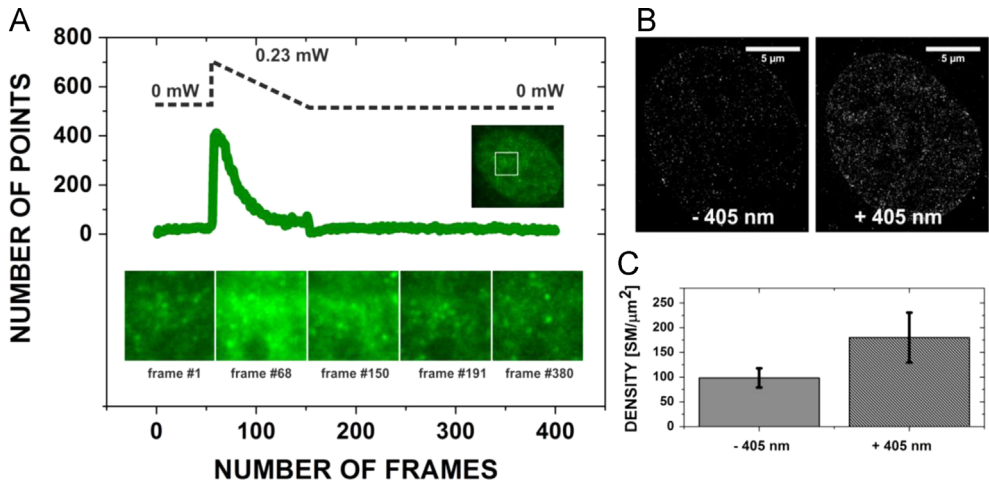 A
NUMBER OF POINTS
800
600
400
200
0
0 mW
0.23 mW
0 mW
frame #1
frame #68
frame #150
frame #191
frame #380
0
100
200
300
400
NUMBER OF FRAMES
B
5 µm
- 405 nm
5 µm
+ 405 nm
C
DENSITY [SM/µm²]
250
200
150
100
50
0
- 405 nm
+ 405 nm